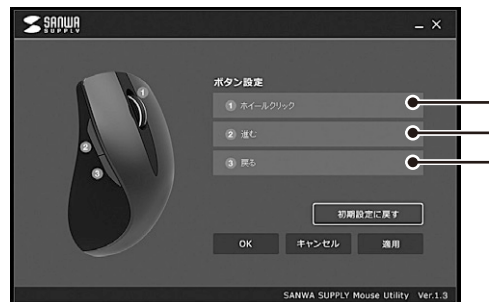 SANWA
SUPPLY
ボタン設定
① ホイールクリック
② 進む
③ 戻る
①
②
③
初期設定に戻す
OK キャンセル 適用
SANWA SUPPLY Mouse Utility Ver.1.3